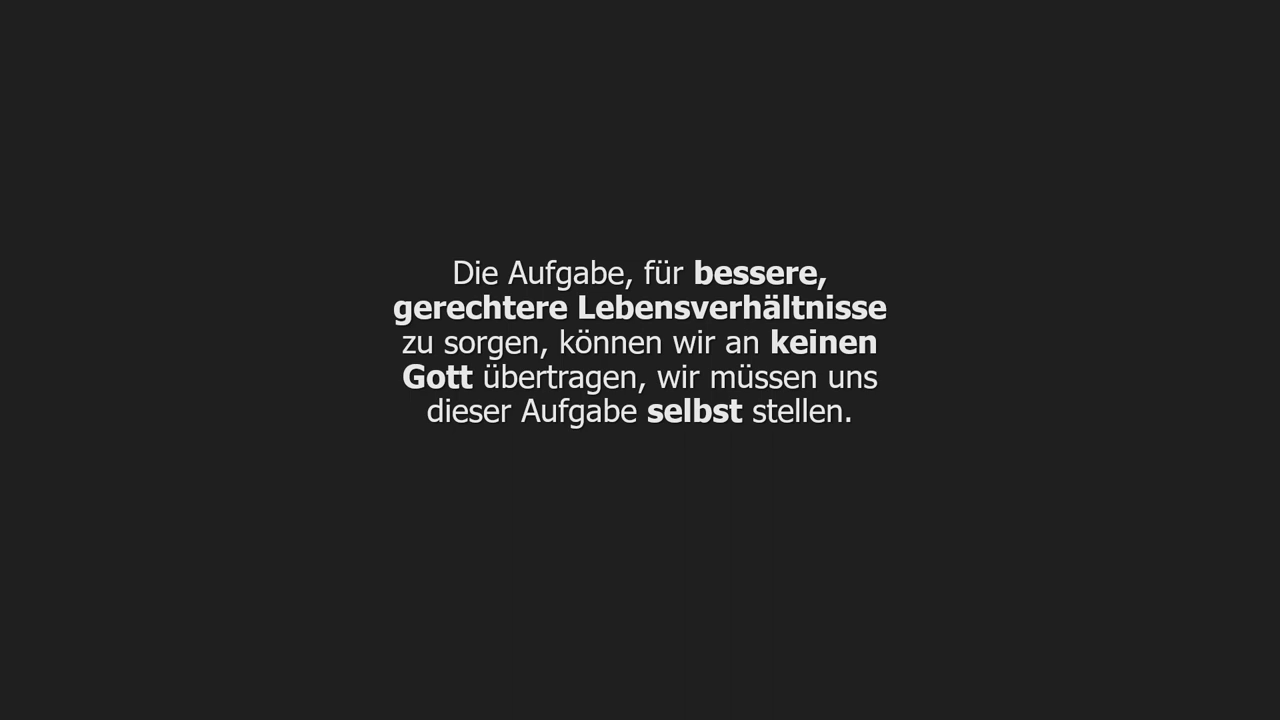 Die Aufgabe, für bessere,
gerechtere Lebensverhältnisse
zu sorgen, können wir an keinen
Gott übertragen, wir müssen uns
dieser Aufgabe selbst stellen.